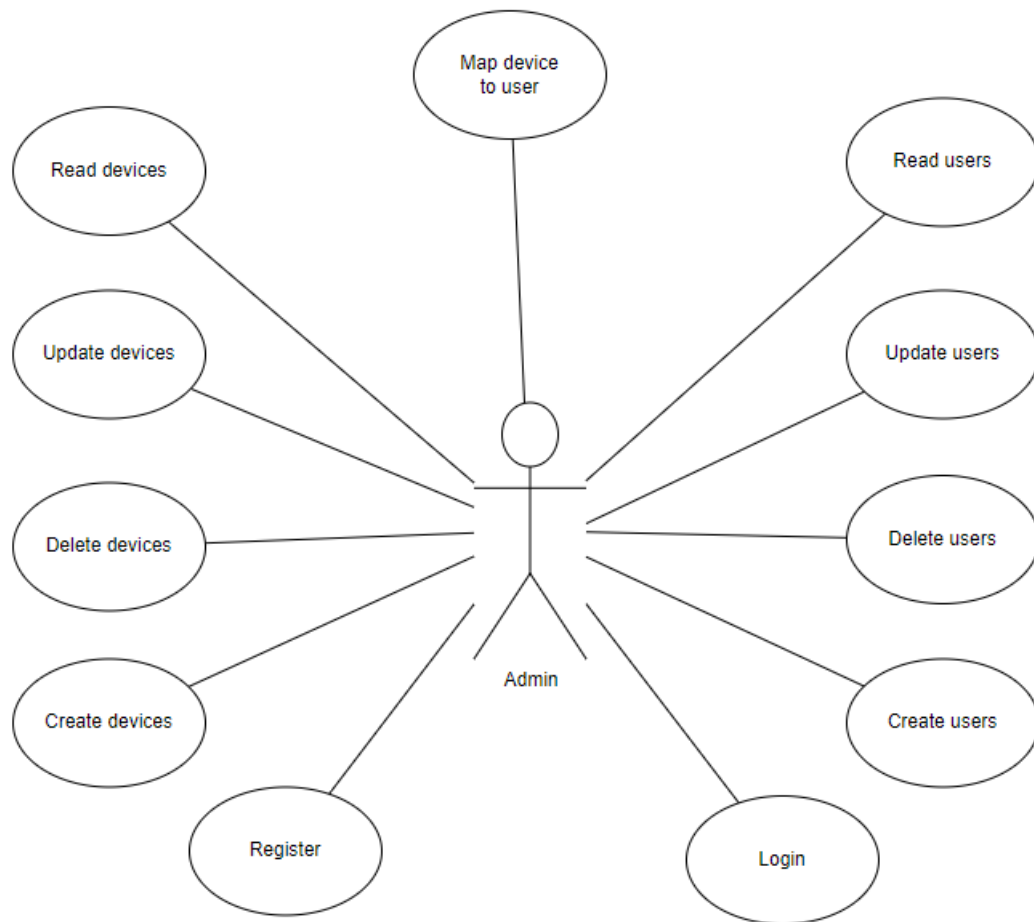 Map device
to user
Read devices
Read users
Update devices
Update users
Delete devices
Delete users
Admin
Create devices
Create users
Register
Login